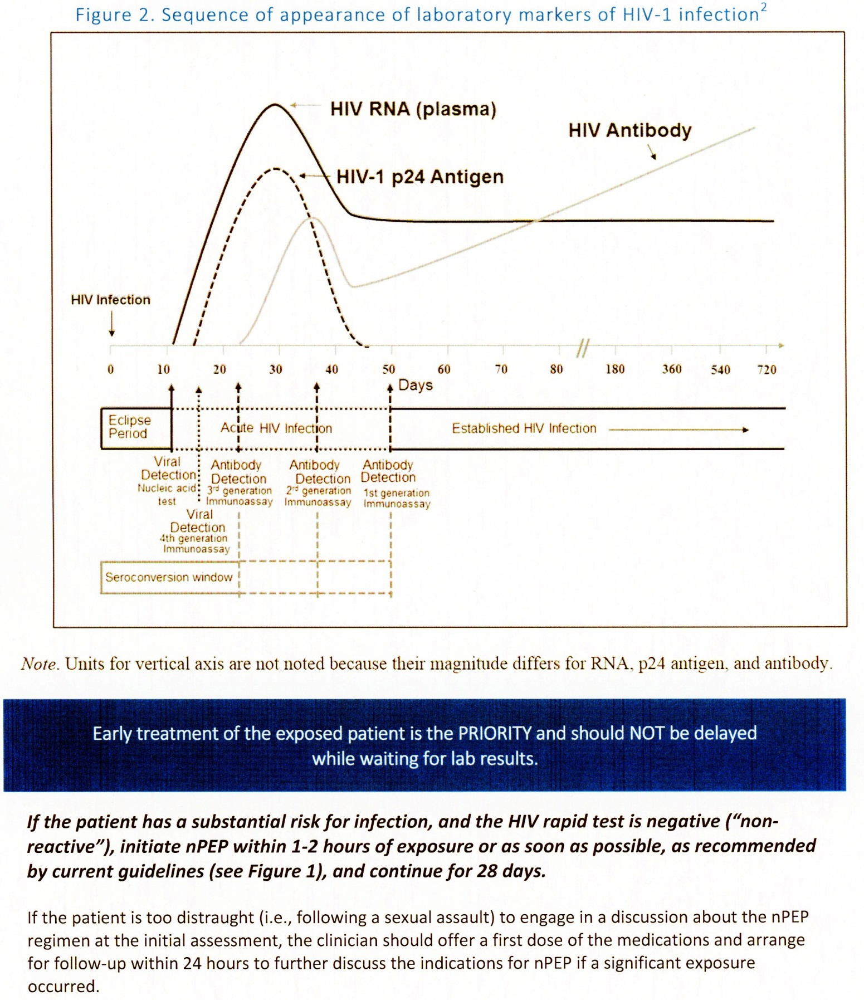 Figure 2. Sequence of appearance of laboratory markers of HIV-1 infection2
HIV RNA (plasma)
HIV Antibody
HIV-1 p24 Antigen
HIV Infection
0 10 20 30 40 50 60 70 80 180 360 540 720
Days
Eclipse
Period
Acute HIV Infection
Established HIV Infection
Viral
Detection
Nucleic acid
test
Viral
Detection
4th generation
Immunoassay
Antibody
Detection
3rd generation
Immunoassay
Antibody
Detection
2rd generation
Immunoassay
Antibody
Detection
1st generation
Immunoassay
Seroconversion window
Note. Units for vertical axis are not noted because their magnitude differs for RNA, p24 antigen, and antibody.
Early treatment of the exposed patient is the PRIORITY and should NOT be delayed
while waiting for lab results.
If the patient has a substantial risk for infection, and the HIV rapid test is negative (“non-
reactive”), initiate nPEP within 1-2 hours of exposure or as soon as possible, as recommended
by current guidelines (see Figure 1), and continue for 28 days.
If the patient is too distraught (i.e., following a sexual assault) to engage in a discussion about the nPEP
regimen at the initial assessment, the clinician should offer a first dose of the medications and arrange
for follow-up within 24 hours to further discuss the indications for nPEP if a significant exposure
occurred.